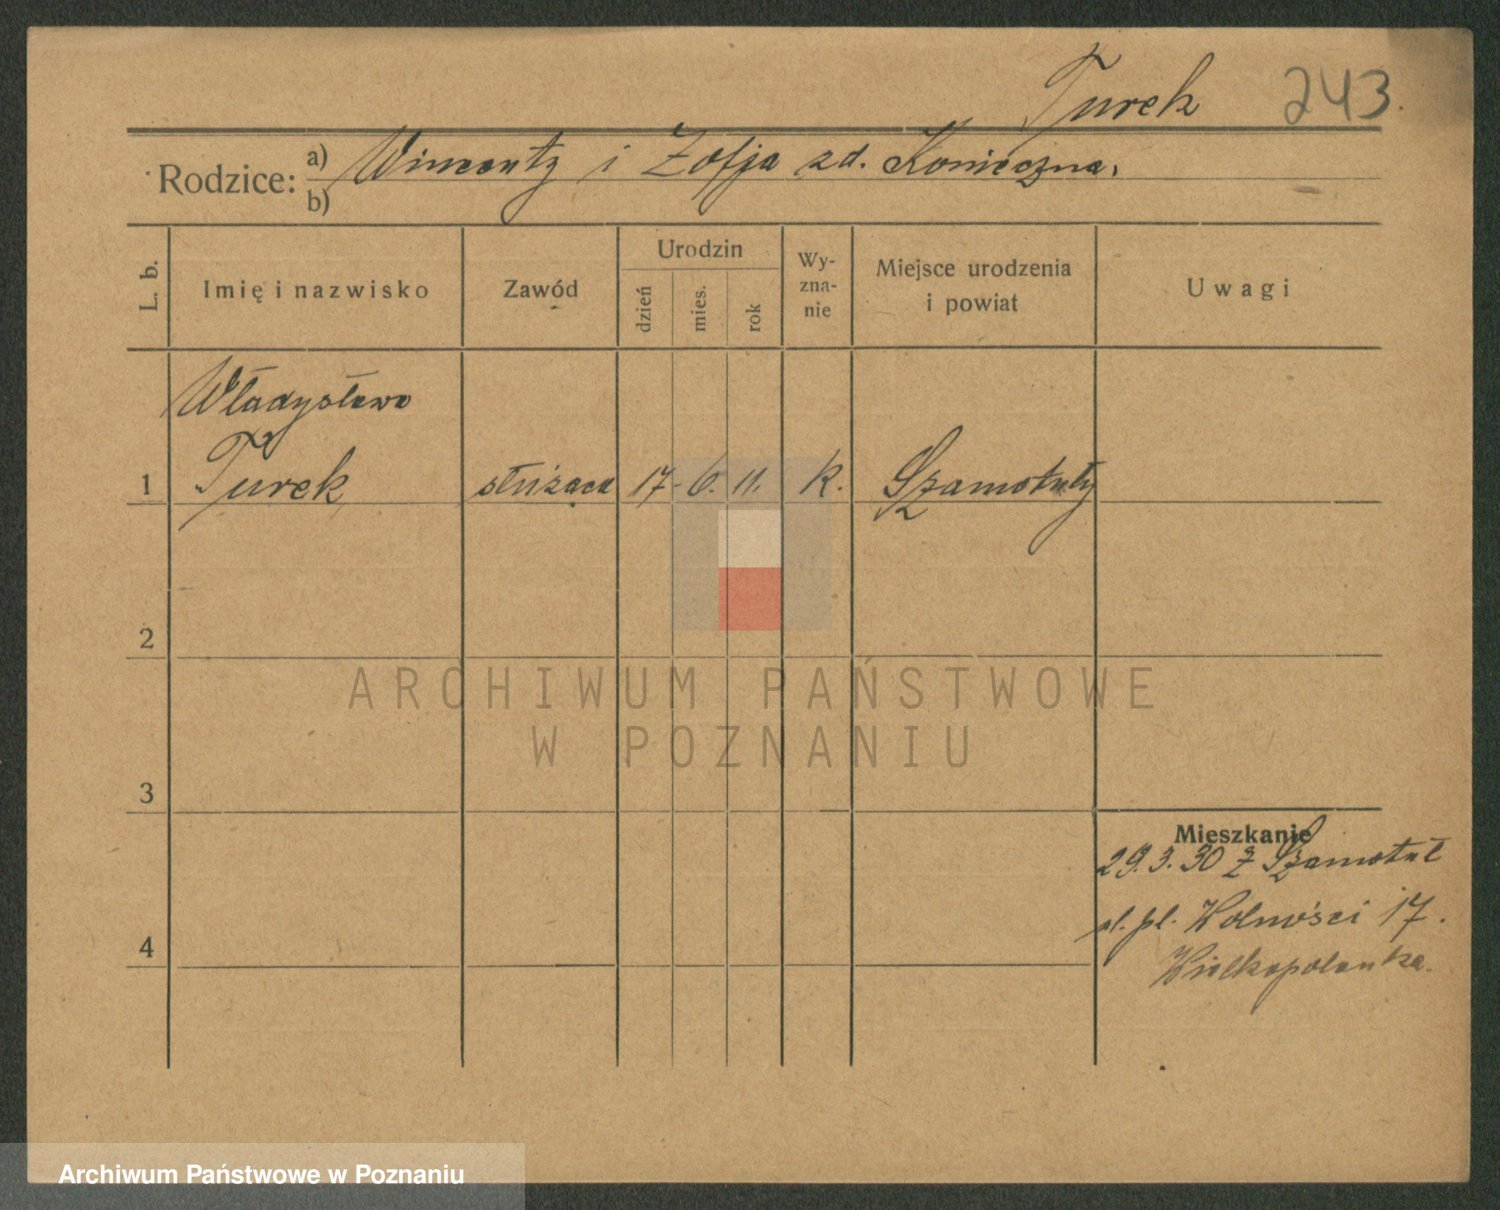 Turek 243.
Rodzice: a) Wincenty i Zofja zd. Konieczna.
b)
L. b.
Imię i nazwisko
Zawód
Urodzin
dzień
mies.
rok
Wy-
zna-
nie
Miejsce urodzenia
i powiat
Uwagi
Władysława
1 Turek służąca 17. 6. 11. k. Szamotuły
2
3
4
Mieszkanie
29.3.30 z Szamotuł
pl. Wolności 17.
Wielkopolanka.
ARCHIWUM PAŃSTWOWE
W POZNANIU
Archiwum Państwowe w Poznaniu